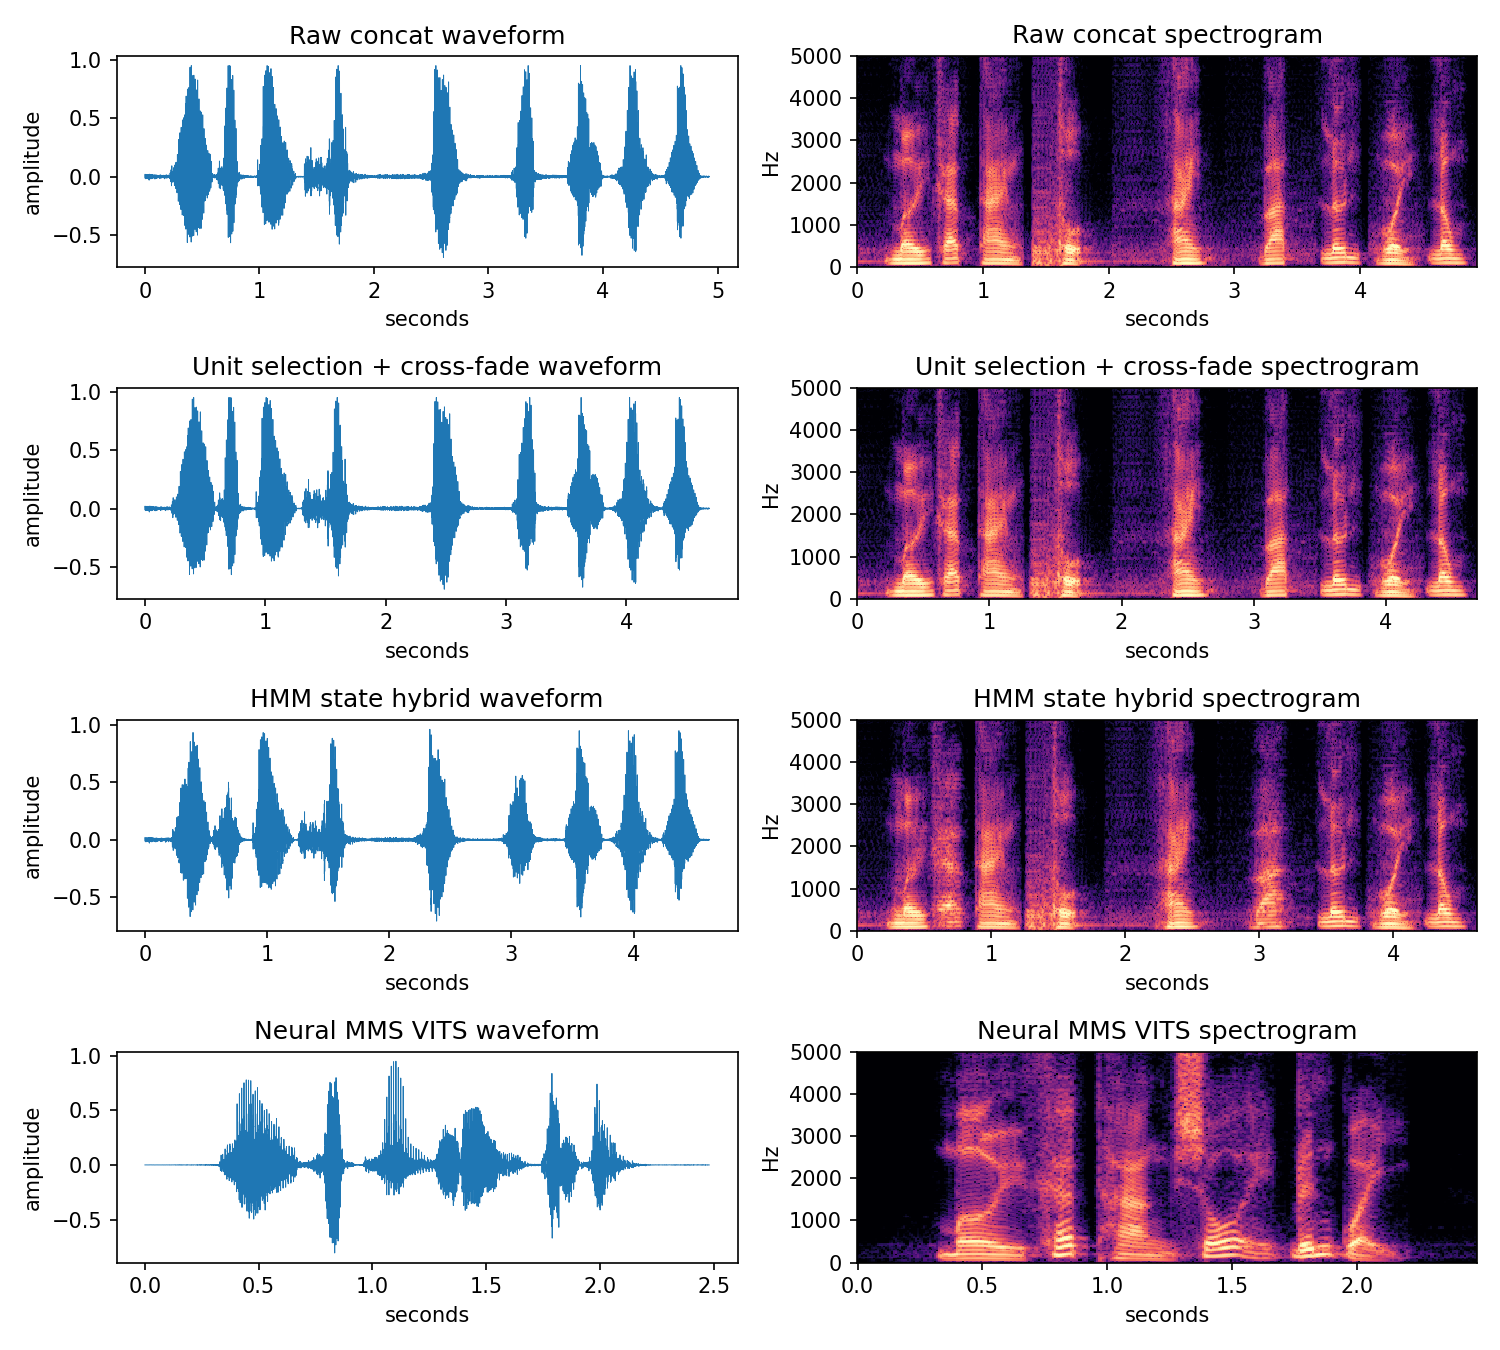 Raw concat waveform
1.0
0.5
0.0
−0.5
amplitude
0 1 2 3 4 5
seconds
Raw concat spectrogram
5000
4000
3000
2000
1000
0
Hz
0 1 2 3 4
seconds
Unit selection + cross-fade waveform
1.0
0.5
0.0
−0.5
amplitude
0 1 2 3 4
seconds
Unit selection + cross-fade spectrogram
5000
4000
3000
2000
1000
0
Hz
0 1 2 3 4
seconds
HMM state hybrid waveform
1.0
0.5
0.0
−0.5
amplitude
0 1 2 3 4
seconds
HMM state hybrid spectrogram
5000
4000
3000
2000
1000
0
Hz
0 1 2 3 4
seconds
Neural MMS VITS waveform
1.0
0.5
0.0
−0.5
amplitude
0.0 0.5 1.0 1.5 2.0 2.5
seconds
Neural MMS VITS spectrogram
5000
4000
3000
2000
1000
0
Hz
0.0 0.5 1.0 1.5 2.0
seconds